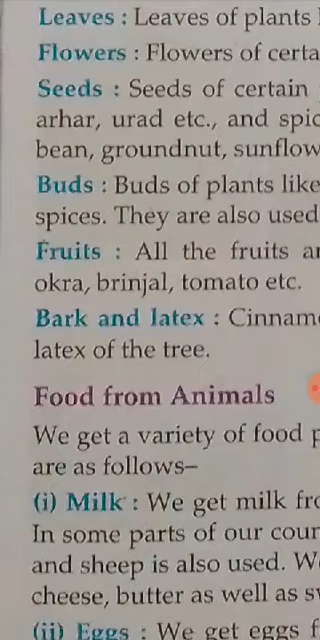 Leaves : Leaves of plants
Flowers : Flowers of certa
Seeds : Seeds of certain
arhar, urad etc., and spic
bean, groundnut, sunflow
Buds : Buds of plants like
spices. They are also used
Fruits : All the fruits ar
okra, brinjal, tomato etc.
Bark and latex : Cinnam
latex of the tree.
Food from Animals
We get a variety of food p
are as follows–
(i) Milk : We get milk fro
In some parts of our cour
and sheep is also used. W
cheese, butter as well as s
(ii) Eggs : We get eggs f